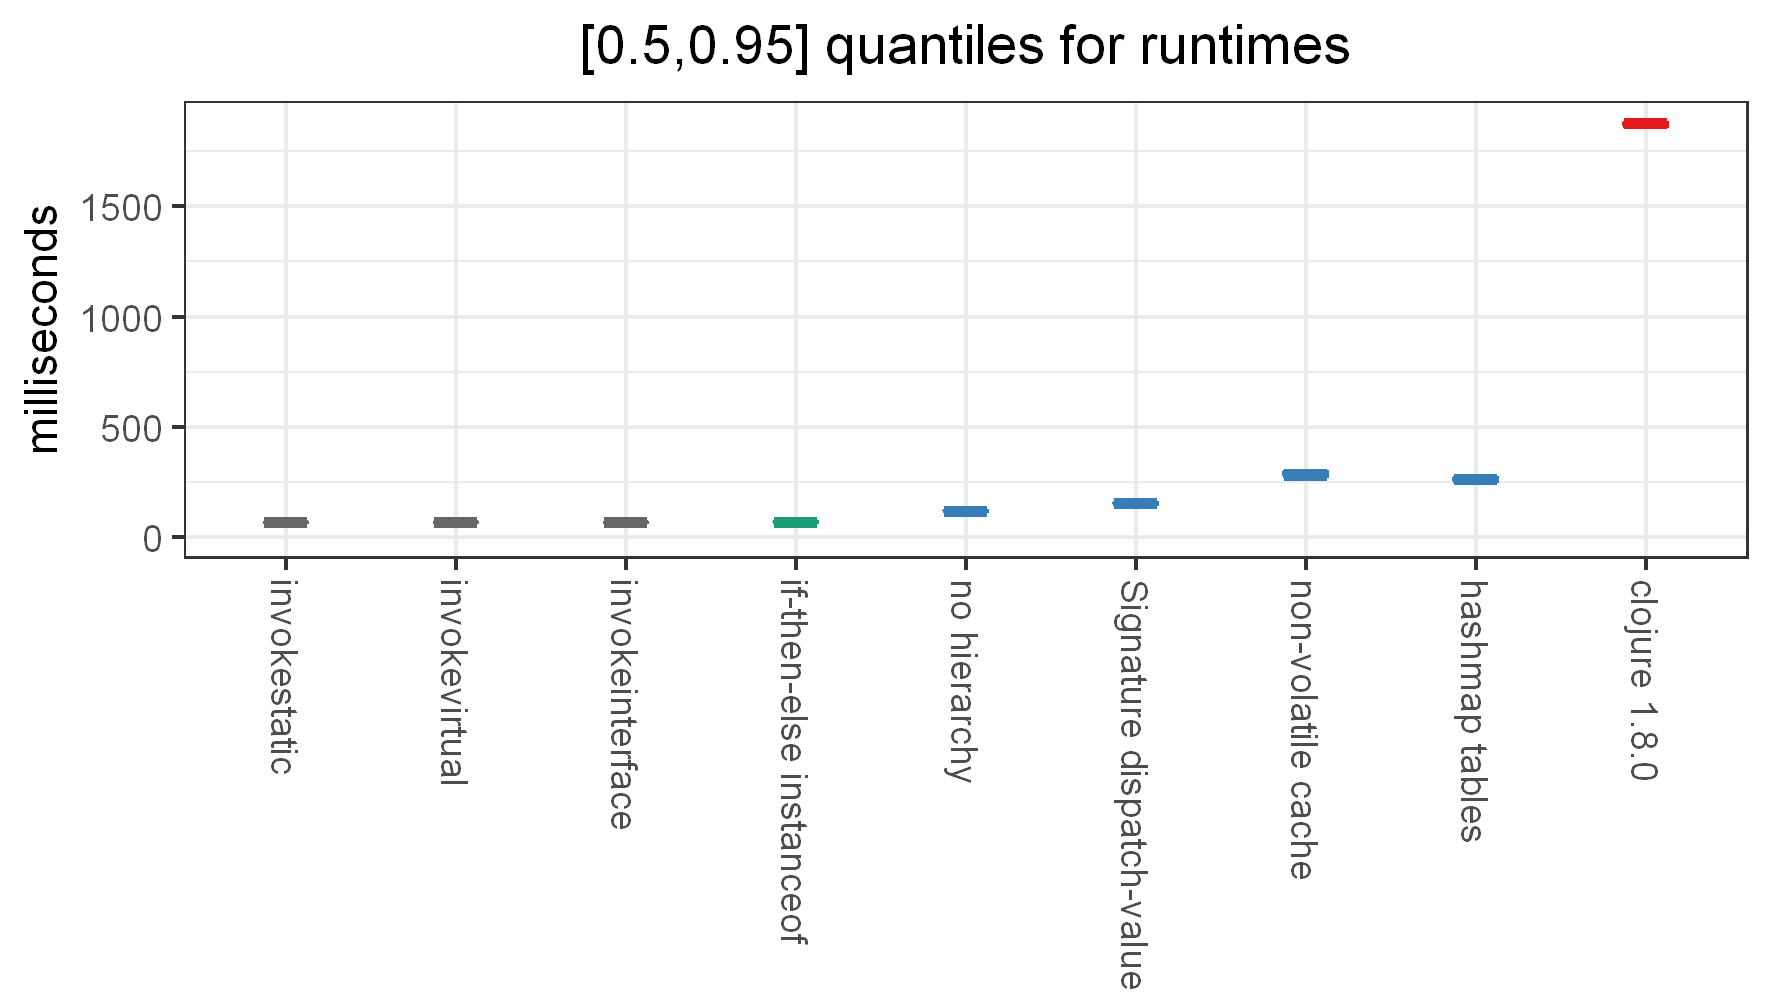 [0.5,0.95] quantiles for runtimes
milliseconds
1500
1000
500
0
invokestatic
invokevirtual
invokeinterface
if-then-else instanceof
no hierarchy
Signature dispatch-value
non-volatile cache
hashmap tables
clojure 1.8.0